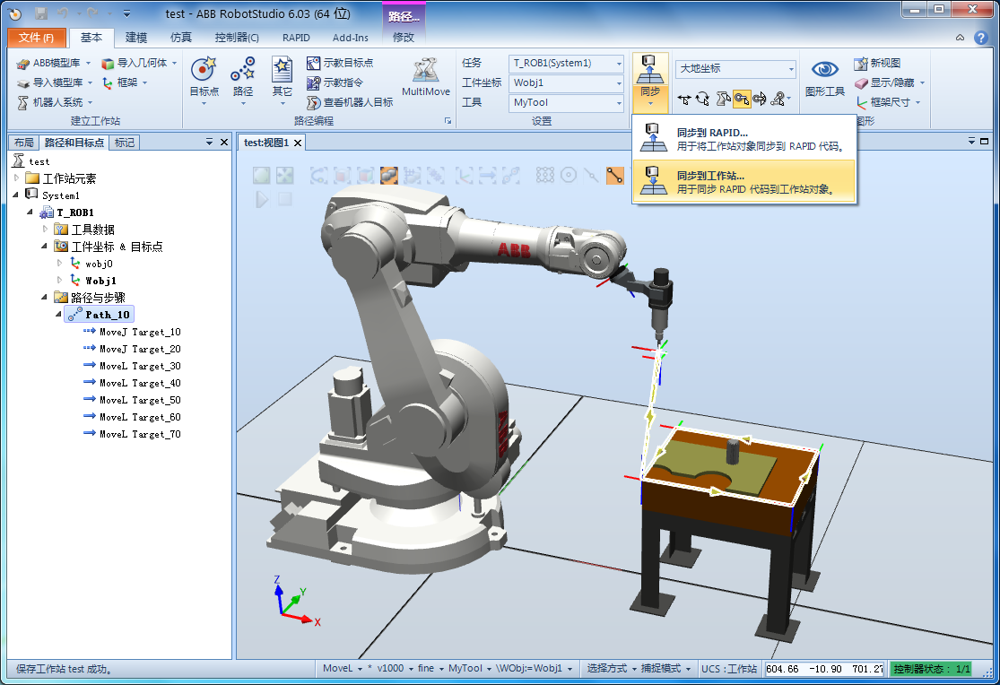 test - ABB RobotStudio 6.03 (64 位)
路径...
文件(F) 基本 建模 仿真 控制器(C) RAPID Add-Ins 修改
ABB模型库 导入几何体
导入模型库 框架
机器人系统
建立工作站
目标点 路径 其它
示教目标点
示教指令
查看机器人目标
MultiMove
路径编程
任务 T_ROB1(System1)
工件坐标 Wobj1
工具 MyTool
设置
同步
大地坐标
图形工具
新视图
显示/隐藏
框架尺寸
图形
同步到 RAPID...
用于将工作站对象同步到 RAPID 代码。
同步到工作站...
用于同步 RAPID 代码到工作站对象。
布局 路径和目标点 标记
test:视图1
test
工作站元素
System1
T_ROB1
工具数据
工件坐标 & 目标点
wobj0
Wobj1
路径与步骤
Path_10
MoveJ Target_10
MoveJ Target_20
MoveL Target_30
MoveL Target_40
MoveL Target_50
MoveL Target_60
MoveL Target_70
ABB
ABB
Z
Y
X
保存工作站 test 成功。
MoveL * v1000 fine MyTool \WObj:=Wobj1 选择方式 捕捉模式 UCS : 工作站 604.66 -10.90 701.27 控制器状态： 1/1